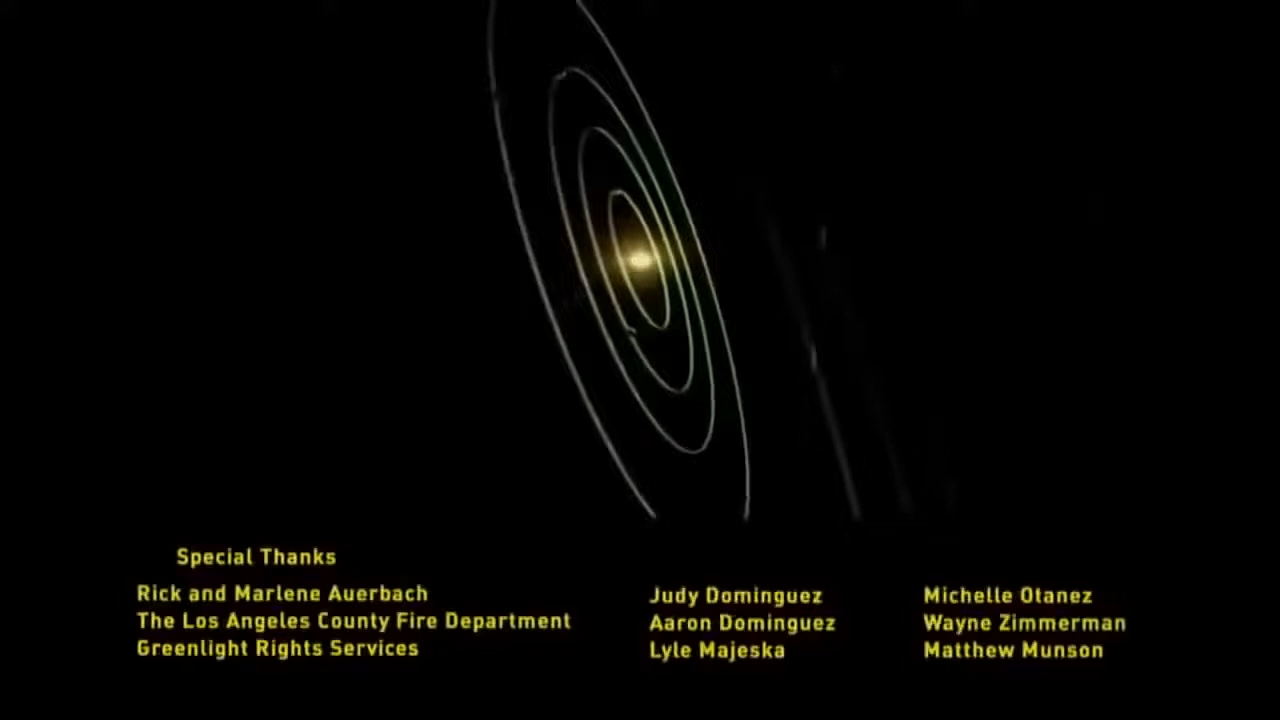 Special Thanks
Rick and Marlene Auerbach
The Los Angeles County Fire Department
Greenlight Rights Services
Judy Dominguez
Aaron Dominguez
Lyle Majeska
Michelle Otanez
Wayne Zimmerman
Matthew Munson